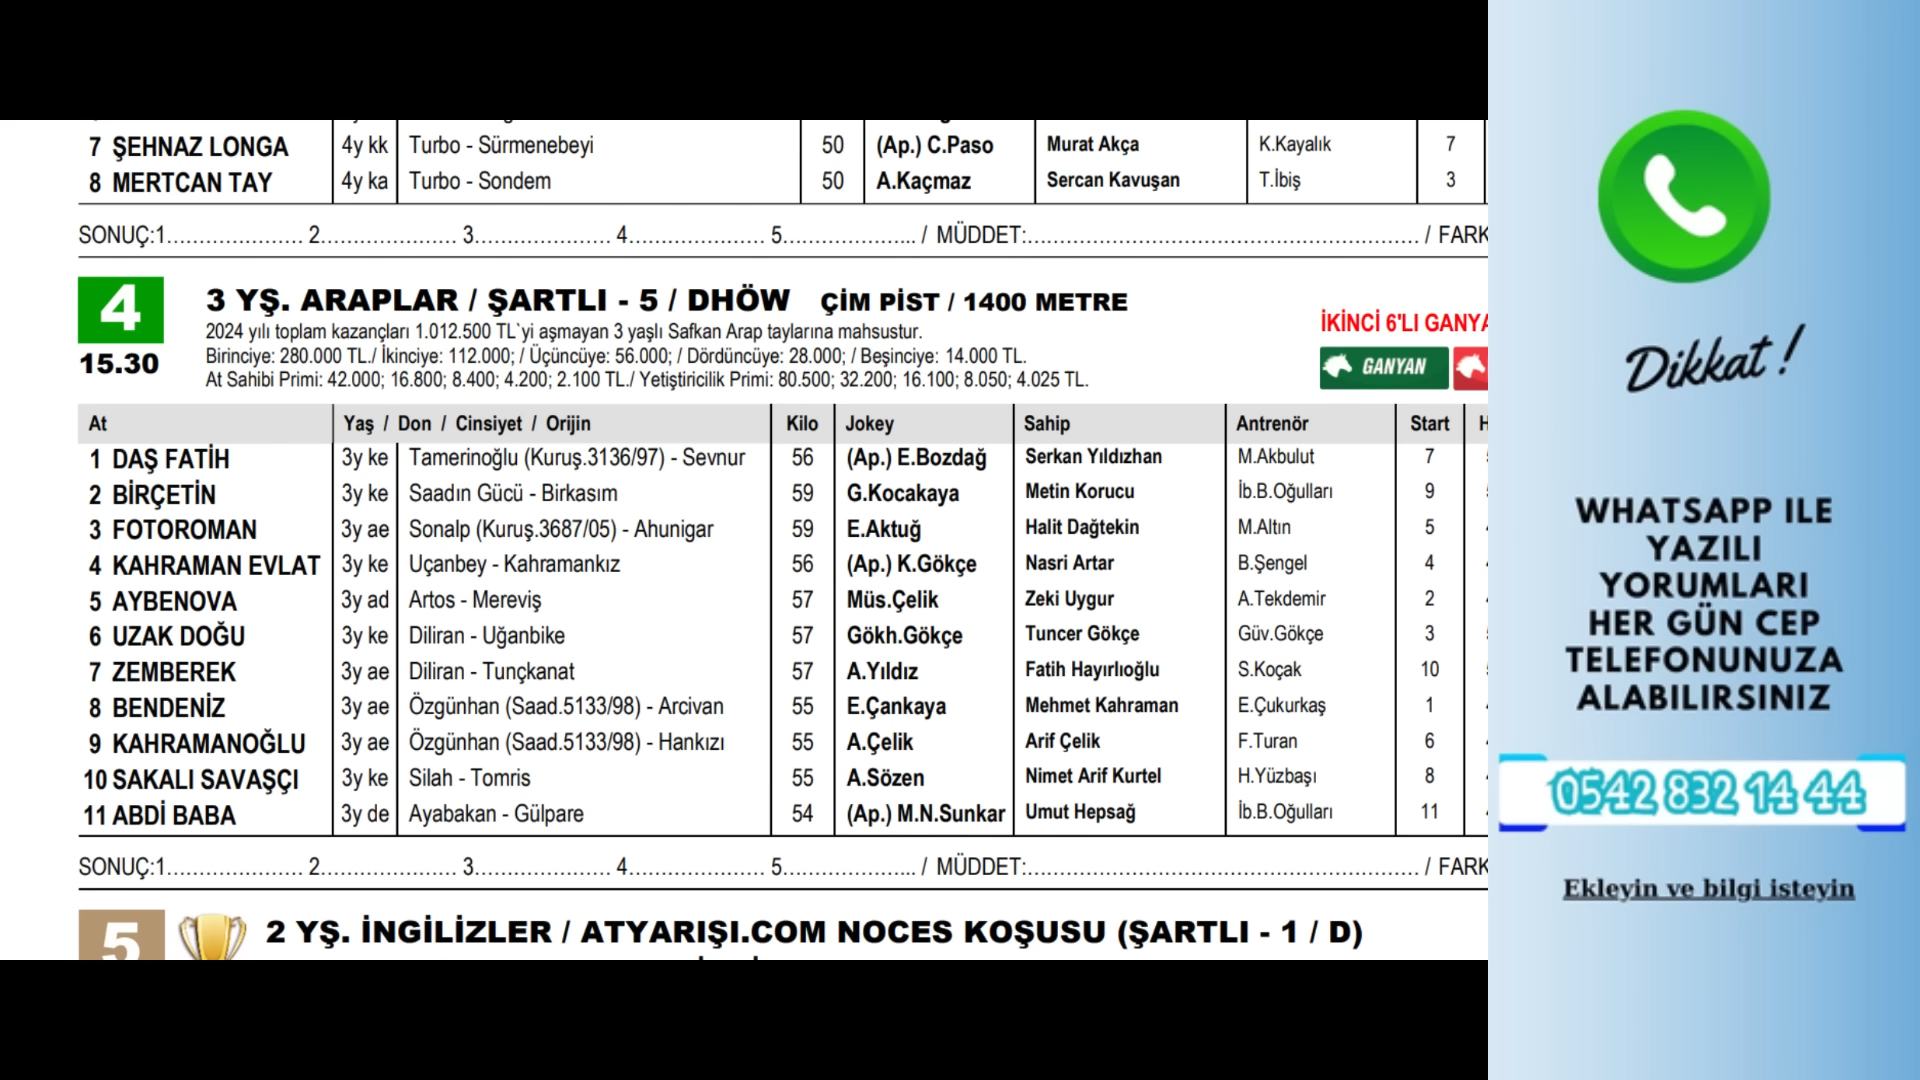 7 ŞEHNAZ LONGA 4y kk Turbo - Sürmenebeyi 50 (Ap.) C.Paso Murat Akça K.Kayalık 7
8 MERTCAN TAY 4y ka Turbo - Sondem 50 A.Kaçmaz Sercan Kavuşan T.İbiş 3
SONUÇ:1..................... 2..................... 3..................... 4..................... 5.................... / MÜDDET:............................................................ / FARK
4 3 YŞ. ARAPLAR / ŞARTLI - 5 / DHÖW ÇİM PİST / 1400 METRE
15.30
2024 yılı toplam kazançları 1.012.500 TL`yi aşmayan 3 yaşlı Safkan Arap taylarına mahsustur.
Birinciye: 280.000 TL./ İkinciye: 112.000; / Üçüncüye: 56.000; / Dördüncüye: 28.000; / Beşinciye: 14.000 TL.
At Sahibi Primi: 42.000; 16.800; 8.400; 4.200; 2.100 TL./ Yetiştiricilik Primi: 80.500; 32.200; 16.100; 8.050; 4.025 TL.
İKİNCİ 6'LI GANYA
GANYAN
At Yaş / Don / Cinsiyet / Orijin Kilo Jokey Sahip Antrenör Start
1 DAŞ FATİH 3y ke Tamerinoğlu (Kuruş.3136/97) - Sevnur 56 (Ap.) E.Bozdağ Serkan Yıldızhan M.Akbulut 7
2 BİRÇETİN 3y ke Saadın Gücü - Birkasım 59 G.Kocakaya Metin Korucu İb.B.Oğulları 9
3 FOTOROMAN 3y ae Sonalp (Kuruş.3687/05) - Ahunigar 59 E.Aktuğ Halit Dağtekin M.Altın 5
4 KAHRAMAN EVLAT 3y ke Uçanbey - Kahramankız 56 (Ap.) K.Gökçe Nasri Artar B.Şengel 4
5 AYBENOVA 3y ad Artos - Mereviş 57 Müs.Çelik Zeki Uygur A.Tekdemir 2
6 UZAK DOĞU 3y ke Diliran - Uğanbike 57 Gökh.Gökçe Tuncer Gökçe Güv.Gökçe 3
7 ZEMBEREK 3y ae Diliran - Tunçkanat 57 A.Yıldız Fatih Hayırlıoğlu S.Koçak 10
8 BENDENİZ 3y ae Özgünhan (Saad.5133/98) - Arcivan 55 E.Çankaya Mehmet Kahraman E.Çukurkaş 1
9 KAHRAMANOĞLU 3y ae Özgünhan (Saad.5133/98) - Hankızı 55 A.Çelik Arif Çelik F.Turan 6
10 SAKALI SAVAŞÇI 3y ke Silah - Tomris 55 A.Sözen Nimet Arif Kurtel H.Yüzbaşı 8
11 ABDİ BABA 3y de Ayabakan - Gülpare 54 (Ap.) M.N.Sunkar Umut Hepsağ İb.B.Oğulları 11
SONUÇ:1..................... 2..................... 3..................... 4..................... 5.................... / MÜDDET:............................................................ / FARK
5 2 YŞ. İNGİLİZLER / ATYARIŞI.COM NOCES KOŞUSU (ŞARTLI - 1 / D)
Dikkat !
WHATSAPP ILE
YAZILI
YORUMLARI
HER GÜN CEP
TELEFONUNUZA
ALABILIRSINIZ
0542 832 14 44
Ekleyin ve bilgi isteyin